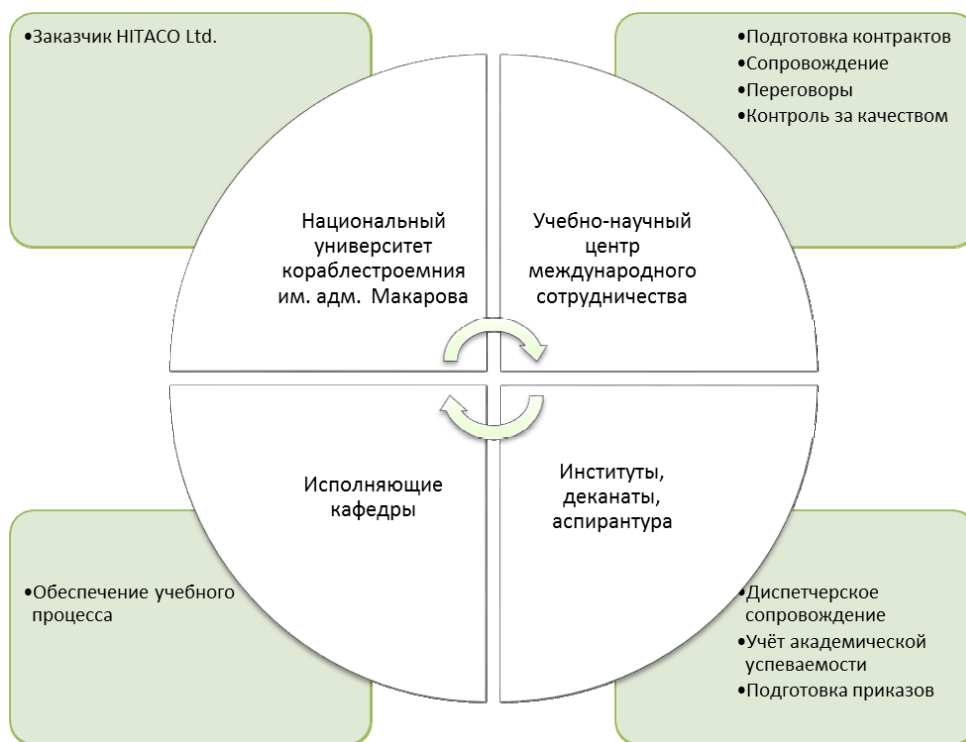 •Заказчик HITACO Ltd.
•Подготовка контрактов
•Сопровождение
•Переговоры
•Контроль за качеством
Национальный
университет
кораблестроемния
им. адм. Макарова
Учебно-научный
центр
международного
сотрудничества
Исполняющие
кафедры
Институты,
деканаты,
аспирантура
•Обеспечение учебного
процесса
•Диспетчерское
сопровождение
•Учёт академической
успеваемости
•Подготовка приказов